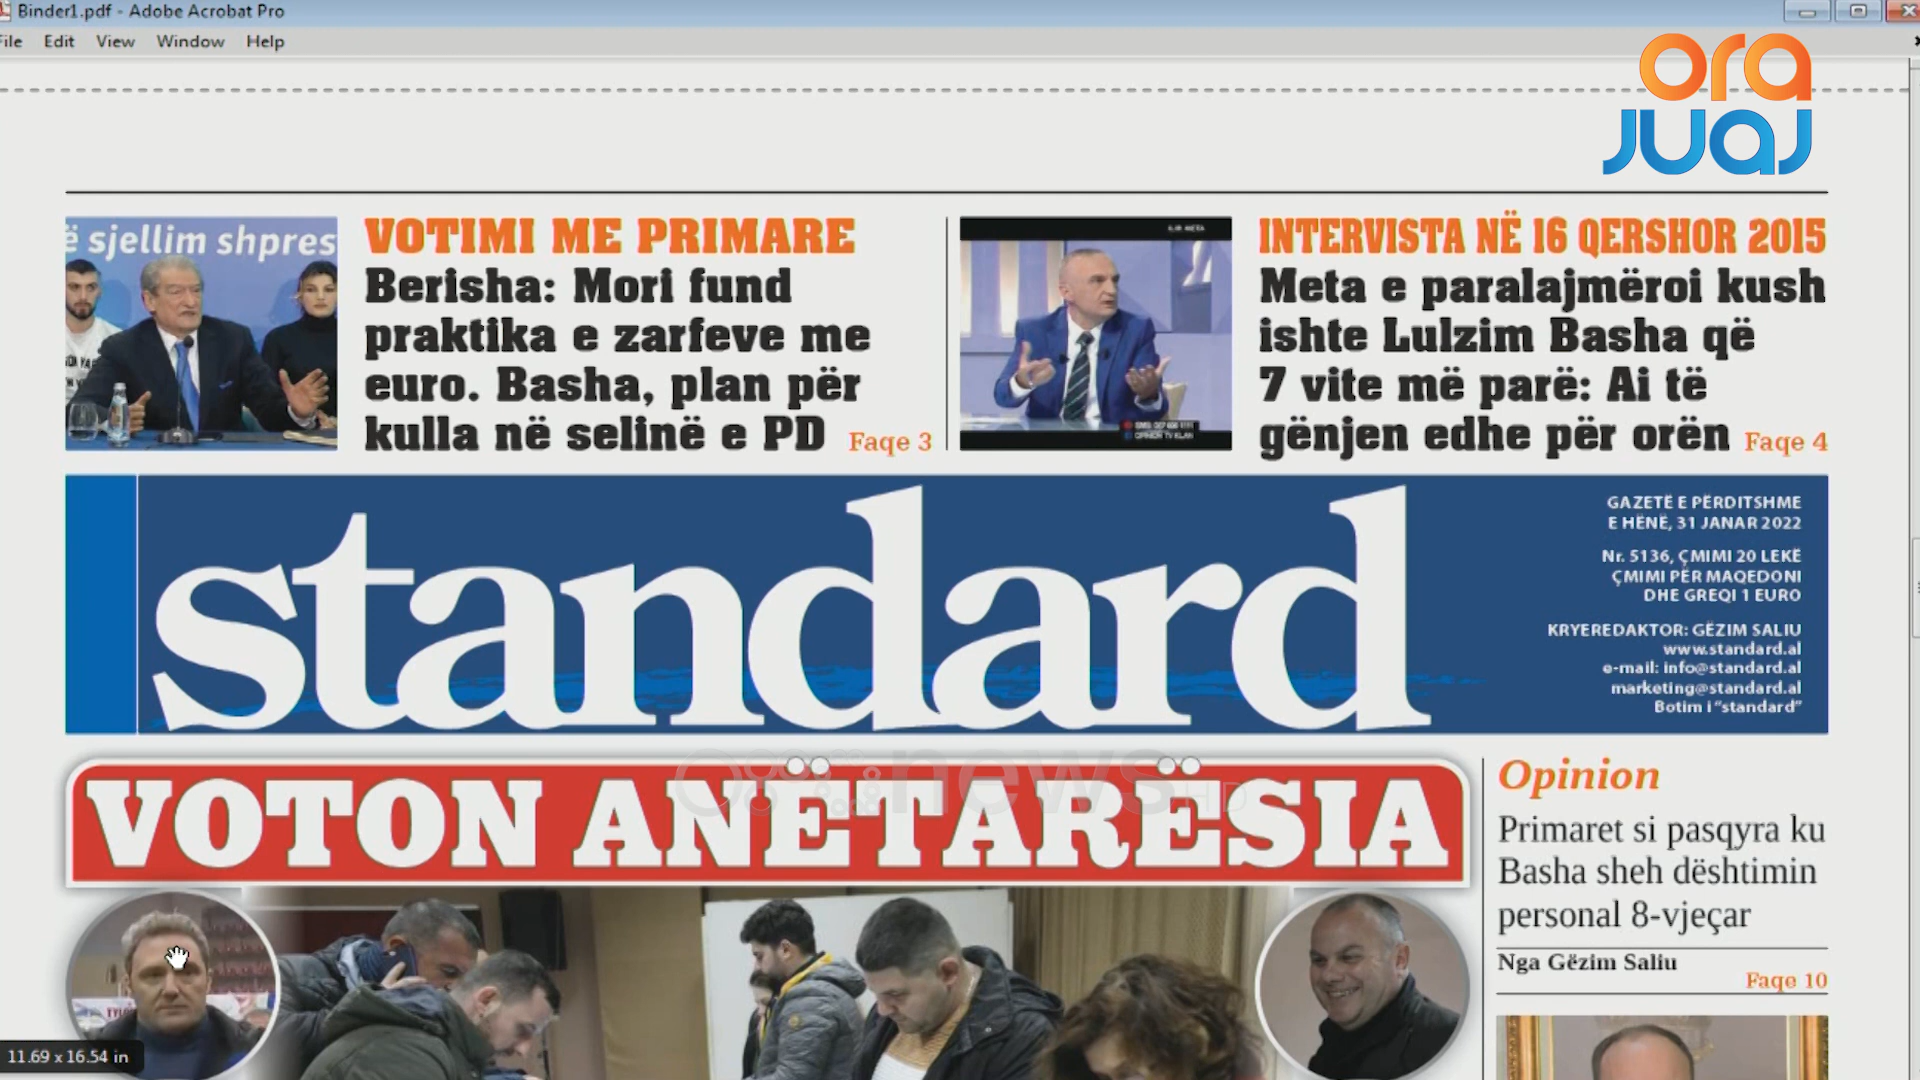 Binder1.pdf - Adobe Acrobat Pro
File Edit View Window Help
ora
juaj
ë sjellim shpres
VOTIMI ME PRIMARE
Berisha: Mori fund
praktika e zarfeve me
euro. Basha, plan për
kulla në selinë e PD Faqe 3
INTERVISTA NË 16 QERSHOR 2015
Meta e paralajmëroi kush
ishte Lulzim Basha që
7 vite më parë: Ai të
gënjen edhe për orën Faqe 4
standard
GAZETË E PËRDITSHME
E HËNË, 31 JANAR 2022
Nr. 5136, ÇMIMI 20 LEKË
ÇMIMI PËR MAQEDONI
DHE GREQI 1 EURO
KRYEREDAKTOR: GËZIM SALIU
www.standard.al
e-mail: info@standard.al
marketing@standard.al
Botim i "standard"
news HD
VOTON ANËTARËSIA
Opinion
Primaret si pasqyra ku
Basha sheh dështimin
personal 8-vjeçar
Nga Gëzim Saliu
Faqe 10
11.69 x 16.54 in